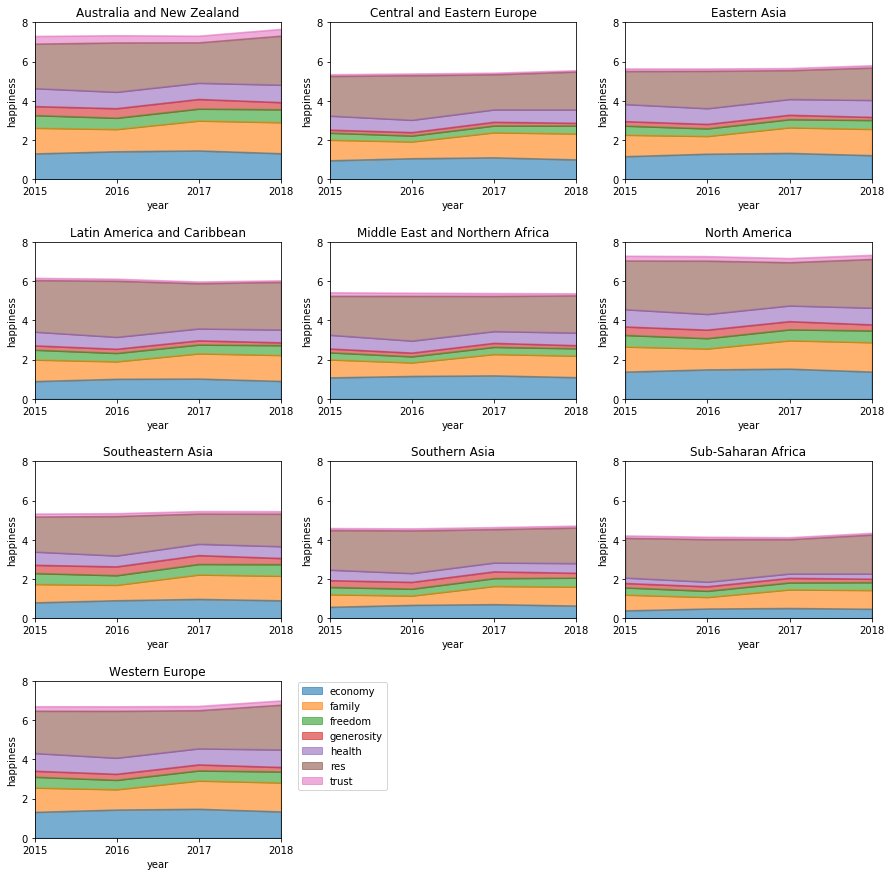 Australia and New Zealand
8
6
4
2
0
happiness
2015 2016 2017 2018
year
Central and Eastern Europe
8
6
4
2
0
happiness
2015 2016 2017 2018
year
Eastern Asia
8
6
4
2
0
happiness
2015 2016 2017 2018
year
Latin America and Caribbean
8
6
4
2
0
happiness
2015 2016 2017 2018
year
Middle East and Northern Africa
8
6
4
2
0
happiness
2015 2016 2017 2018
year
North America
8
6
4
2
0
happiness
2015 2016 2017 2018
year
Southeastern Asia
8
6
4
2
0
happiness
2015 2016 2017 2018
year
Southern Asia
8
6
4
2
0
happiness
2015 2016 2017 2018
year
Sub-Saharan Africa
8
6
4
2
0
happiness
2015 2016 2017 2018
year
Western Europe
8
6
4
2
0
happiness
2015 2016 2017 2018
year
economy
family
freedom
generosity
health
res
trust